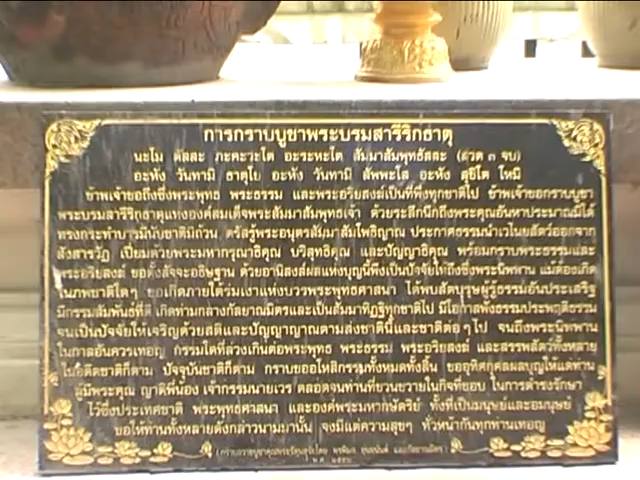 การกราบบูชาพระบรมสารีริกธาตุ
นะโม ตัสสะ ภะคะวะโต อะระหะโต สัมมาสัมพุทธัสสะ (สวด ๓ จบ)
อะหัง วันทามิ ธาตุโย อะหัง วันทามิ สัพพะโส อะหัง สุขิโต โหมิ
ข้าพเจ้าขอถึงซึ่งพระพุทธ พระธรรม และพระอริยสงฆ์เป็นที่พึ่งทุกชาติไป ข้าพเจ้าขอกราบบูชา
พระบรมสารีริกธาตุแห่งองค์สมเด็จพระสัมมาสัมพุทธเจ้า ด้วยระลึกนึกถึงพระคุณอันหาประมาณมิได้
ทรงกระทำบารมีนับชาติมิถ้วน ตรัสรู้พระอนุตรสัมมาสัมโพธิญาณ ประกาศธรรมนำเวไนยสัตว์ออกจาก
สังสารวัฏ เปี่ยมด้วยพระมหากรุณาธิคุณ บริสุทธิคุณ และปัญญาธิคุณ พร้อมกราบพระธรรมและ
พระอริยสงฆ์ ขอตั้งสัจจะอธิษฐาน ด้วยอานิสงส์ผลแห่งบุญนี้พึงเป็นปัจจัยให้ถึงซึ่งพระนิพพาน แม้ต้องเกิด
ในภพชาติใดๆ ขอเกิดภายใต้ร่มเงาแห่งบวรพระพุทธศาสนา ได้พบสัตบุรุษผู้รู้ธรรมอันประเสริฐ
มีกรรมสัมพันธ์ที่ดี เกิดท่ามกลางกัลยาณมิตรและเป็นสัมมาทิฏฐิทุกชาติไป มีโอกาสฟังธรรมประพฤติธรรม
จนเป็นปัจจัยให้เจริญด้วยสติและปัญญาญาณตามส่งชาตินี้และชาติต่อๆ ไป จนถึงพระนิพพาน
ในกาลอันควรเทอญ กรรมใดที่ล่วงเกินต่อพระพุทธ พระธรรม พระอริยสงฆ์ และสรรพสัตว์ทั้งหลาย
ในอดีตชาติก็ตาม ปัจจุบันชาติก็ตาม กราบขออโหสิกรรมทั้งหมดทั้งสิ้น ขออุทิศกุศลผลบุญให้แด่ท่าน
ผู้มีพระคุณ ญาติพี่น้อง เจ้ากรรมนายเวร ตลอดจนท่านที่ขวนขวายในกิจที่ชอบ ในการดำรงรักษา
ไว้ซึ่งประเทศชาติ พระพุทธศาสนา และองค์พระมหากษัตริย์ ทั้งที่เป็นมนุษย์และอมนุษย์
ขอให้ท่านทั้งหลายดังกล่าวนามมานั้น จงมีแต่ความสุขๆ ทั่วหน้ากันทุกท่านเทอญ